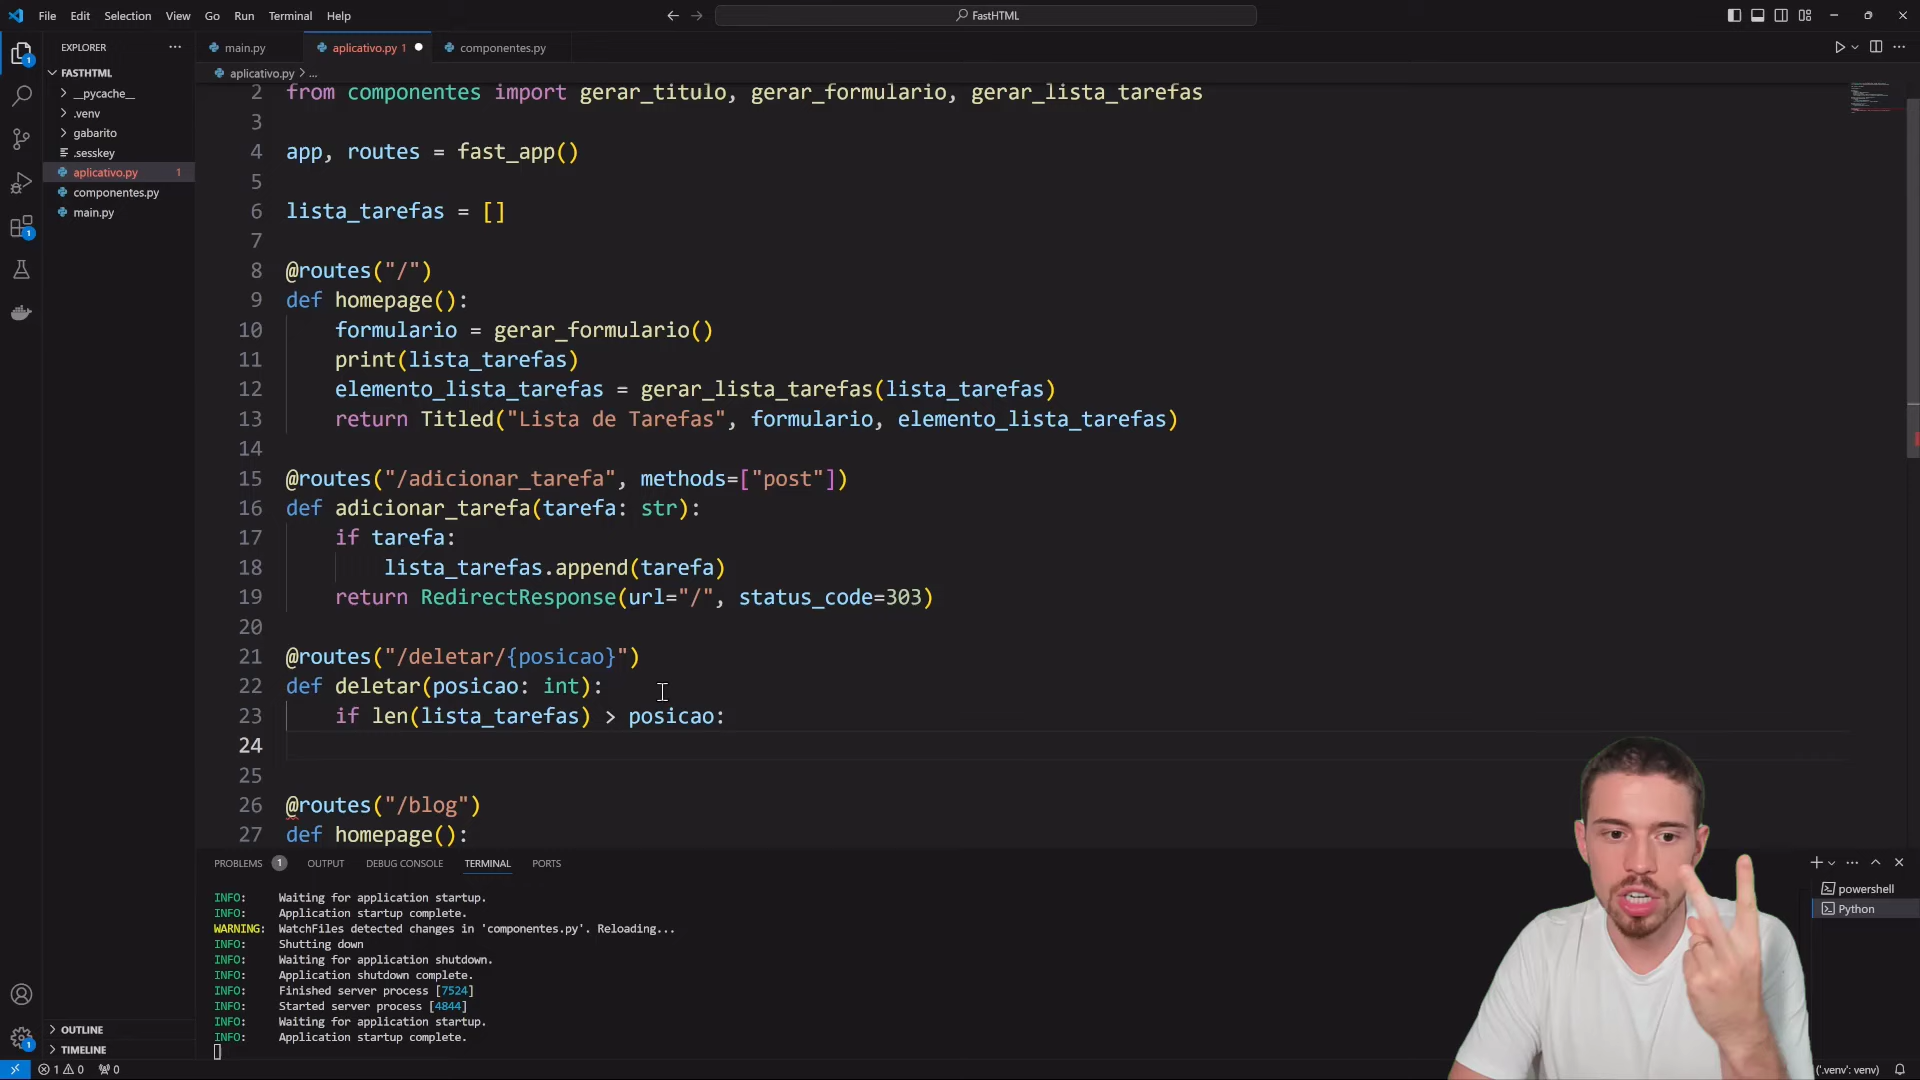 File Edit Selection View Go Run Terminal Help
FastHTML
EXPLORER
main.py
aplicativo.py 1
componentes.py
FASTHTML
aplicativo.py > ...
__pycache__
.venv
gabarito
.sesskey
aplicativo.py 1
componentes.py
main.py
2 from componentes import gerar_titulo, gerar_formulario, gerar_lista_tarefas
3
4 app, routes = fast_app()
5
6 lista_tarefas = []
7
8 @routes("/")
9 def homepage():
10 formulario = gerar_formulario()
11 print(lista_tarefas)
12 elemento_lista_tarefas = gerar_lista_tarefas(lista_tarefas)
13 return Titled("Lista de Tarefas", formulario, elemento_lista_tarefas)
14
15 @routes("/adicionar_tarefa", methods=["post"])
16 def adicionar_tarefa(tarefa: str):
17 if tarefa:
18 lista_tarefas.append(tarefa)
19 return RedirectResponse(url="/", status_code=303)
20
21 @routes("/deletar/{posicao}")
22 def deletar(posicao: int):
23 if len(lista_tarefas) > posicao:
24
25
26 @routes("/blog")
27 def homepage():
PROBLEMS 1 OUTPUT DEBUG CONSOLE TERMINAL PORTS
INFO: Waiting for application startup.
INFO: Application startup complete.
WARNING: WatchFiles detected changes in 'componentes.py'. Reloading...
INFO: Shutting down
INFO: Waiting for application shutdown.
INFO: Application shutdown complete.
INFO: Finished server process [7524]
INFO: Started server process [4844]
INFO: Waiting for application startup.
INFO: Application startup complete.
powershell
Python
OUTLINE
TIMELINE
1 0 0
('.venv': venv)